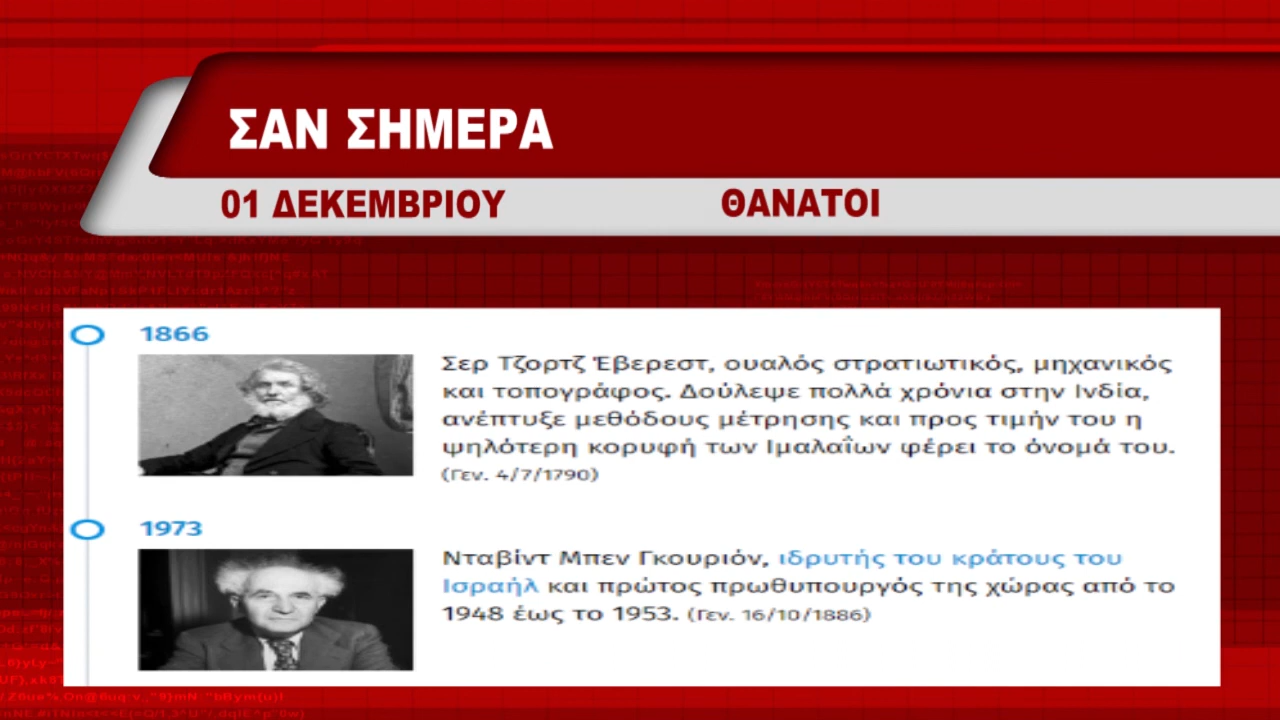 ΣΑΝ ΣΗΜΕΡΑ
01 ΔΕΚΕΜΒΡΙΟΥ
ΘΑΝΑΤΟΙ
1866
Σερ Τζορτζ Έβερεστ, ουαλός στρατιωτικός, μηχανικός
και τοπογράφος. Δούλεψε πολλά χρόνια στην Ινδία,
ανέπτυξε μεθόδους μέτρησης και προς τιμήν του η
ψηλότερη κορυφή των Ιμαλαΐων φέρει το όνομά του.
(Γεν. 4/7/1790)
1973
Νταβίντ Μπεν Γκουριόν, ιδρυτής του κράτους του
Ισραήλ και πρώτος πρωθυπουργός της χώρας από το
1948 έως το 1953. (Γεν. 16/10/1886)